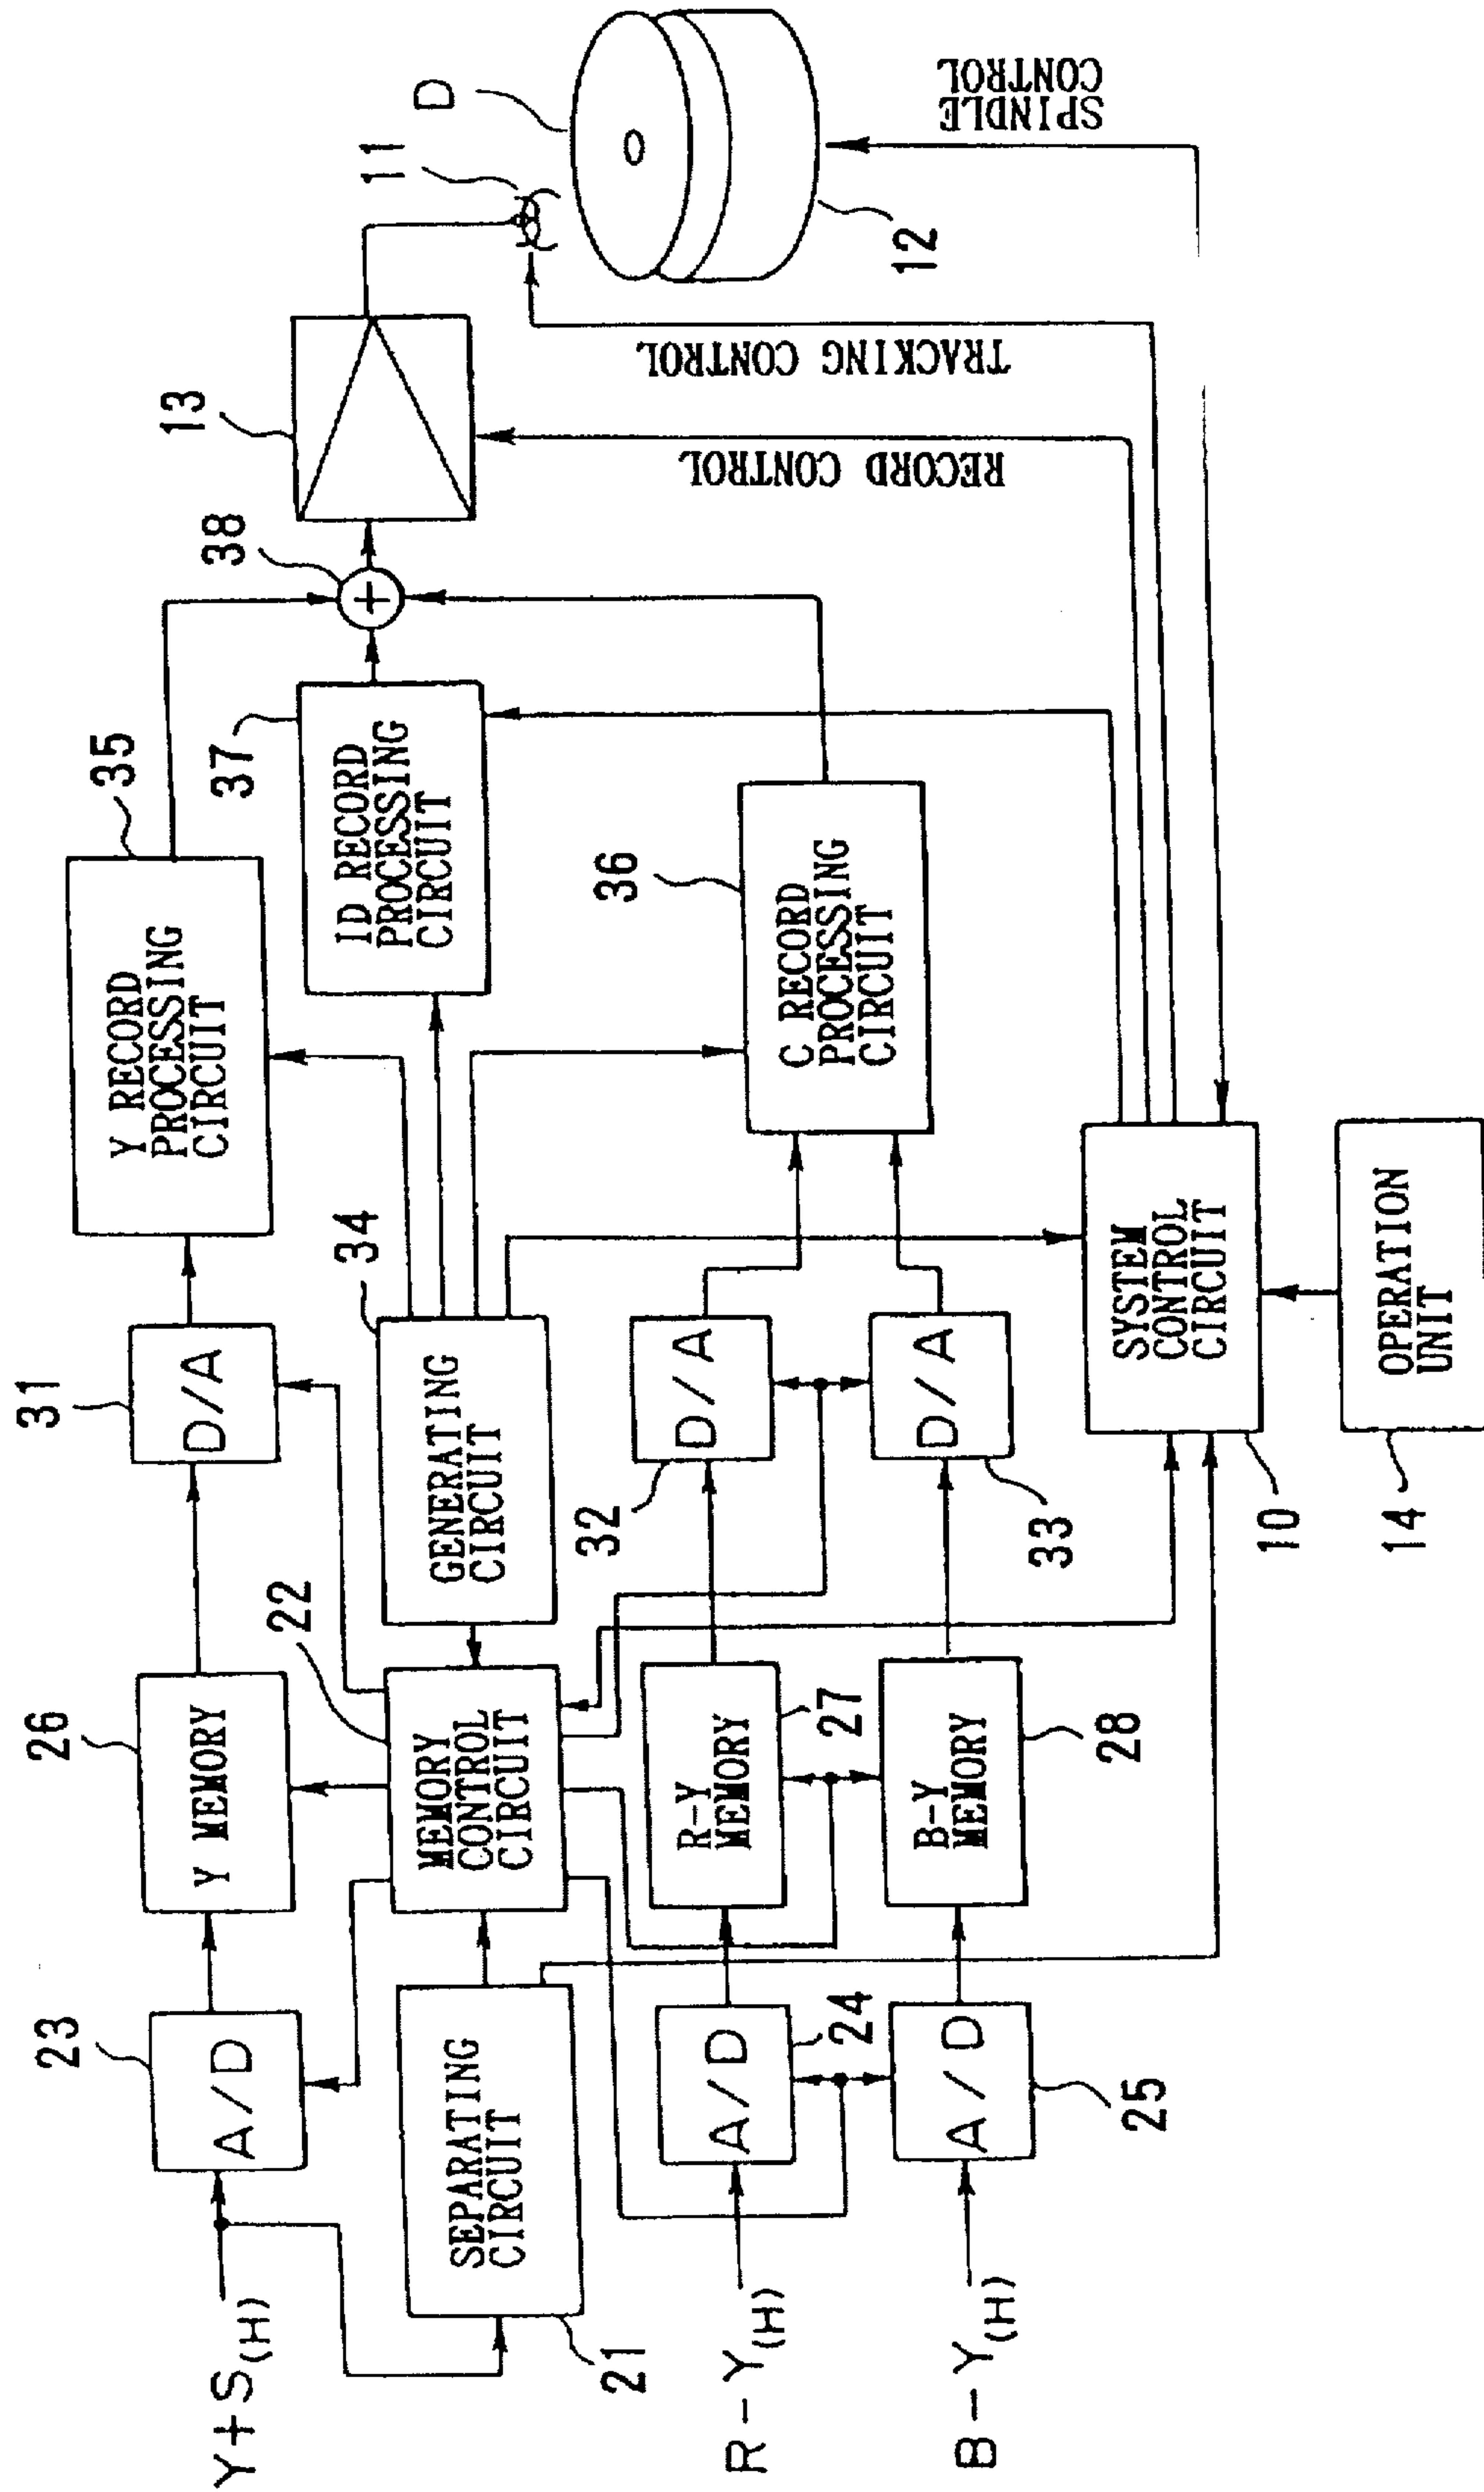 Y+S(H)
R-Y(H)
B-Y(H)
23
A/D
26
Y MEMORY
31
D/A
35
Y RECORD
PROCESSING
CIRCUIT
21
SEPARATING
CIRCUIT
22
MEMORY
CONTROL
CIRCUIT
34
GENERATING
CIRCUIT
37
ID RECORD
PROCESSING
CIRCUIT
38
+
13
11
D
12
24
A/D
27
R-Y
MEMORY
32
D/A
36
C RECORD
PROCESSING
CIRCUIT
25
A/D
28
B-Y
MEMORY
33
D/A
10
SYSTEM
CONTROL
CIRCUIT
14
OPERATION
UNIT
RECORD CONTROL
TRACKING CONTROL
SPINDLE
CONTROL